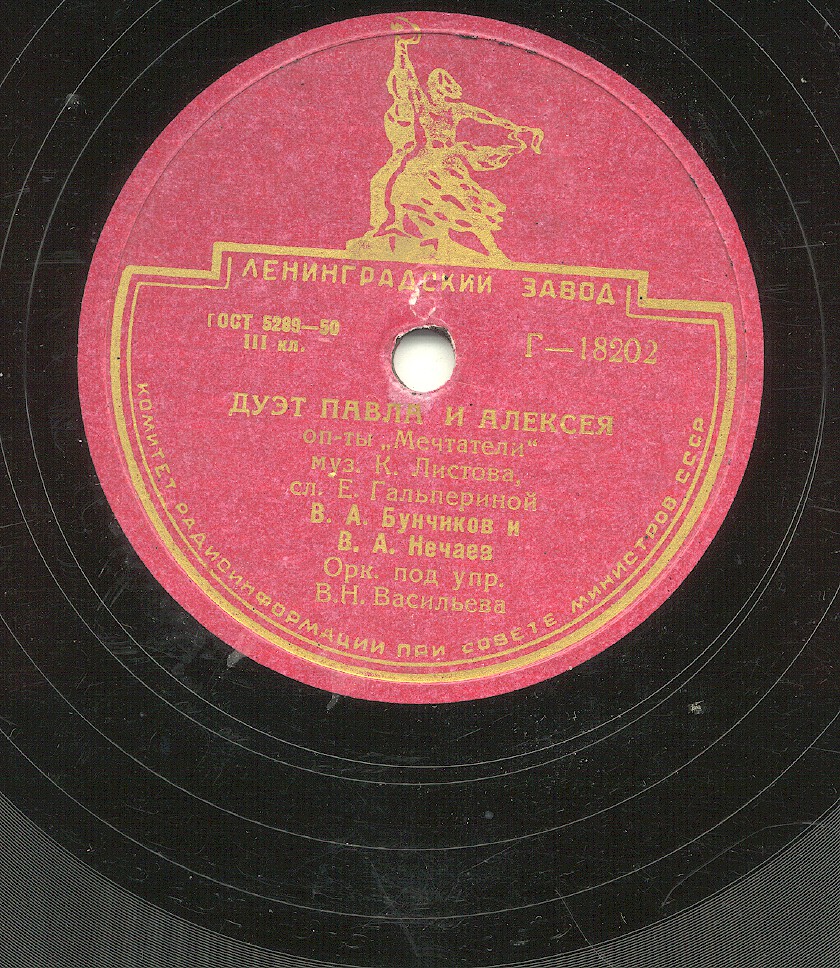 ЛЕНИНГРАДСКИЙ ЗАВОД
ГОСТ 5289—50
III кл.
Г—18202
ДУЭТ ПАВЛА И АЛЕКСЕЯ
оп-ты „Мечтатели“
муз. К. Листова,
сл. Е. Гальпериной
В. А. Бунчиков и
В. А. Нечаев
Орк. под упр.
В.Н. Васильева
КОМИТЕТ РАДИОИНФОРМАЦИИ ПРИ СОВЕТЕ МИНИСТРОВ СССР